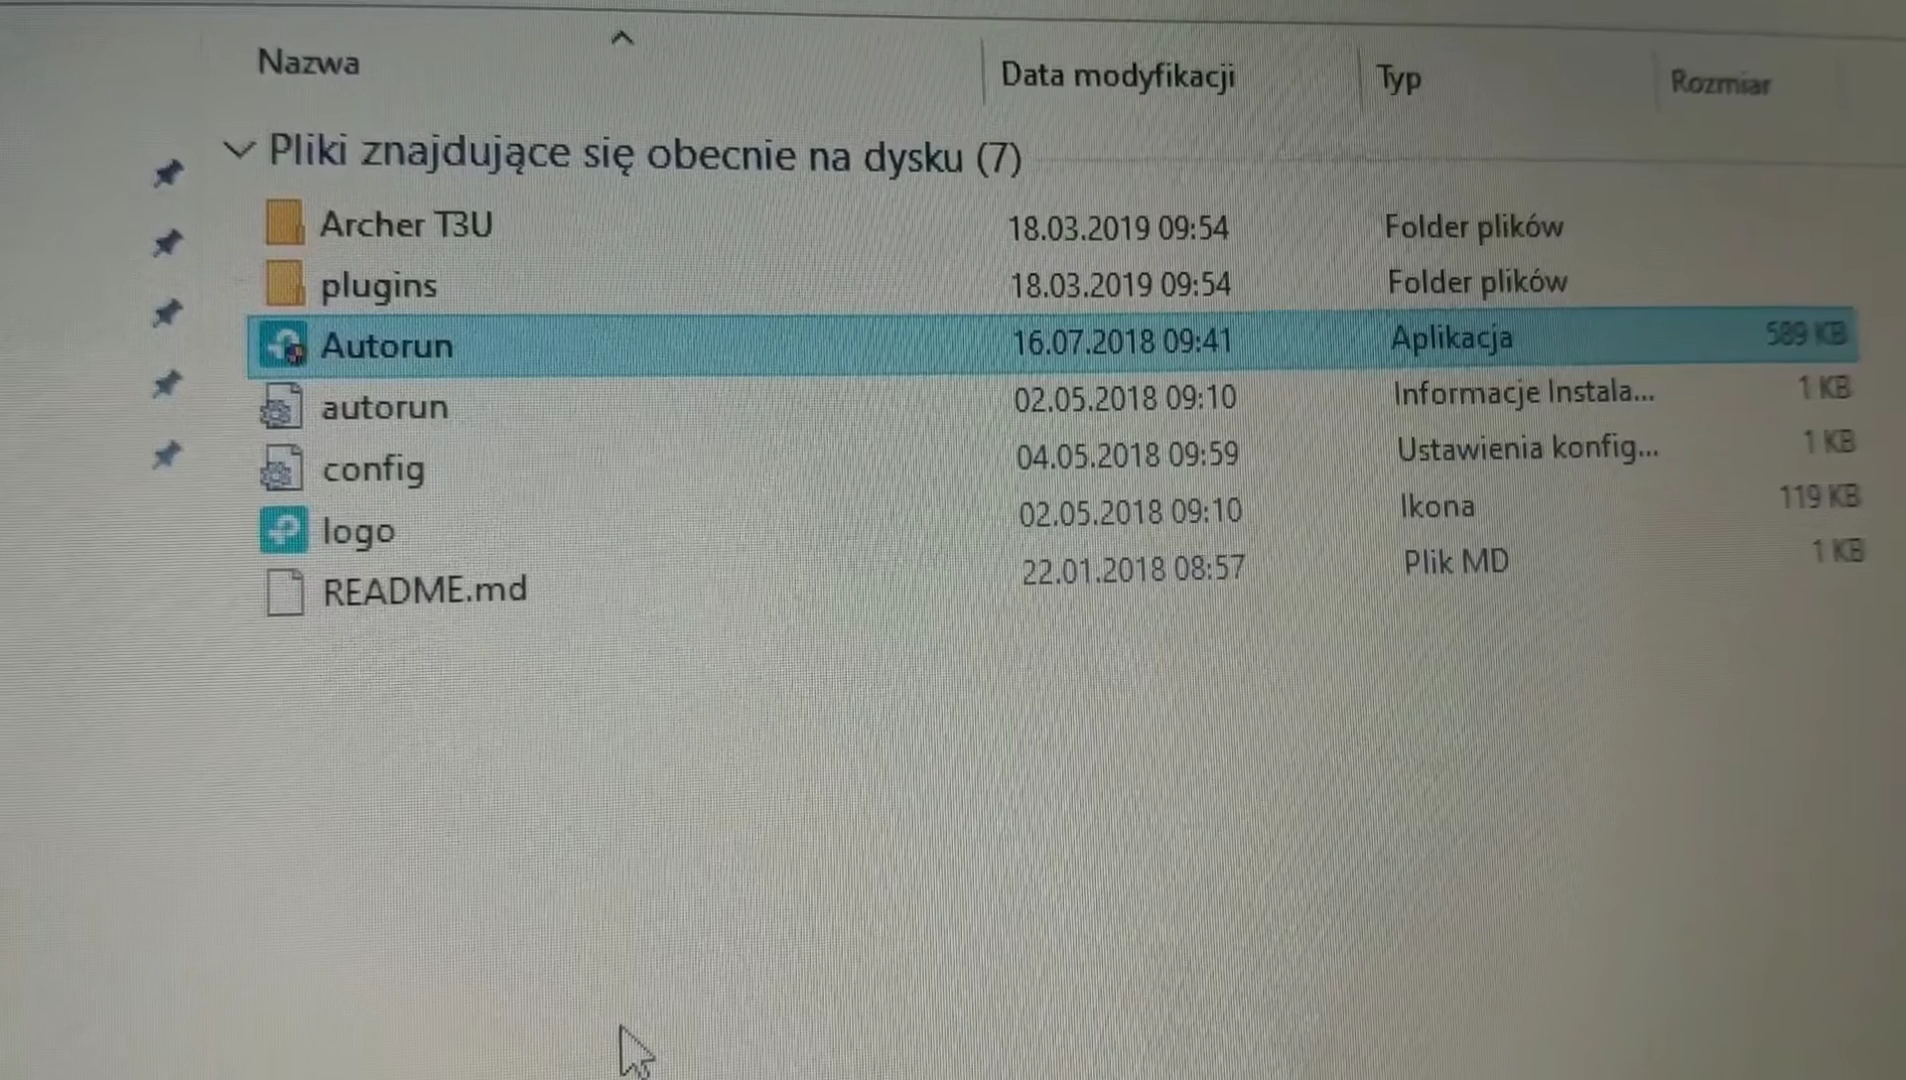 Nazwa Data modyfikacji Typ Rozmiar
Pliki znajdujące się obecnie na dysku (7)
Archer T3U 18.03.2019 09:54 Folder plików
plugins 18.03.2019 09:54 Folder plików
Autorun 16.07.2018 09:41 Aplikacja 589 KB
autorun 02.05.2018 09:10 Informacje Instala... 1 KB
config 04.05.2018 09:59 Ustawienia konfig... 1 KB
logo 02.05.2018 09:10 Ikona 119 KB
README.md 22.01.2018 08:57 Plik MD 1 KB